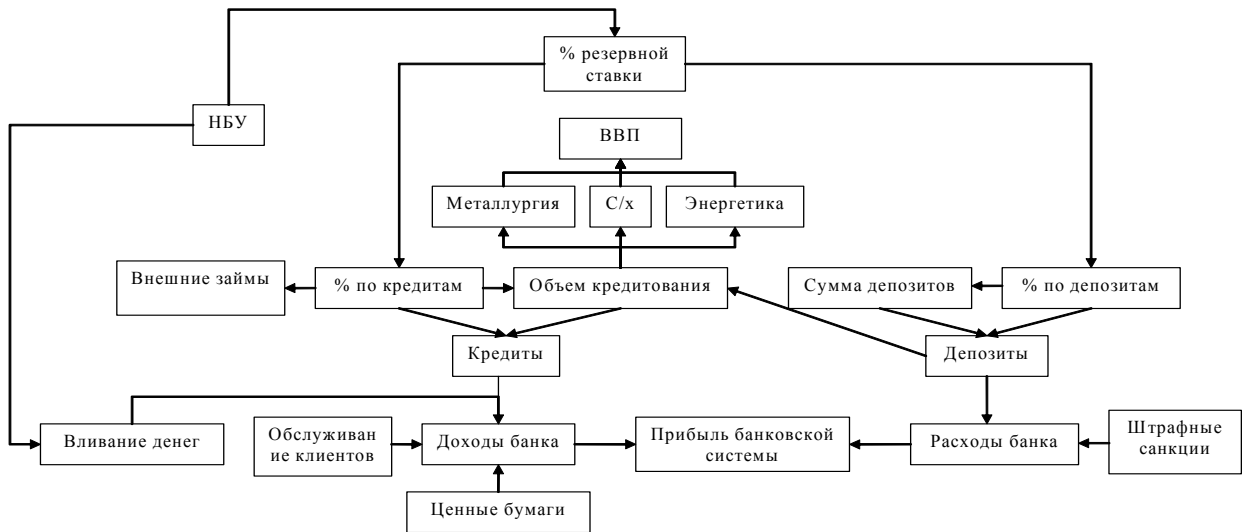 % резервной
ставки
НБУ
ВВП
Металлургия
С/х
Энергетика
Внешние займы
% по кредитам
Объем кредитования
Сумма депозитов
% по депозитам
Кредиты
Депозиты
Вливание денег
Обслуживан
ие клиентов
Доходы банка
Прибыль банковской
системы
Расходы банка
Штрафные
санкции
Ценные бумаги